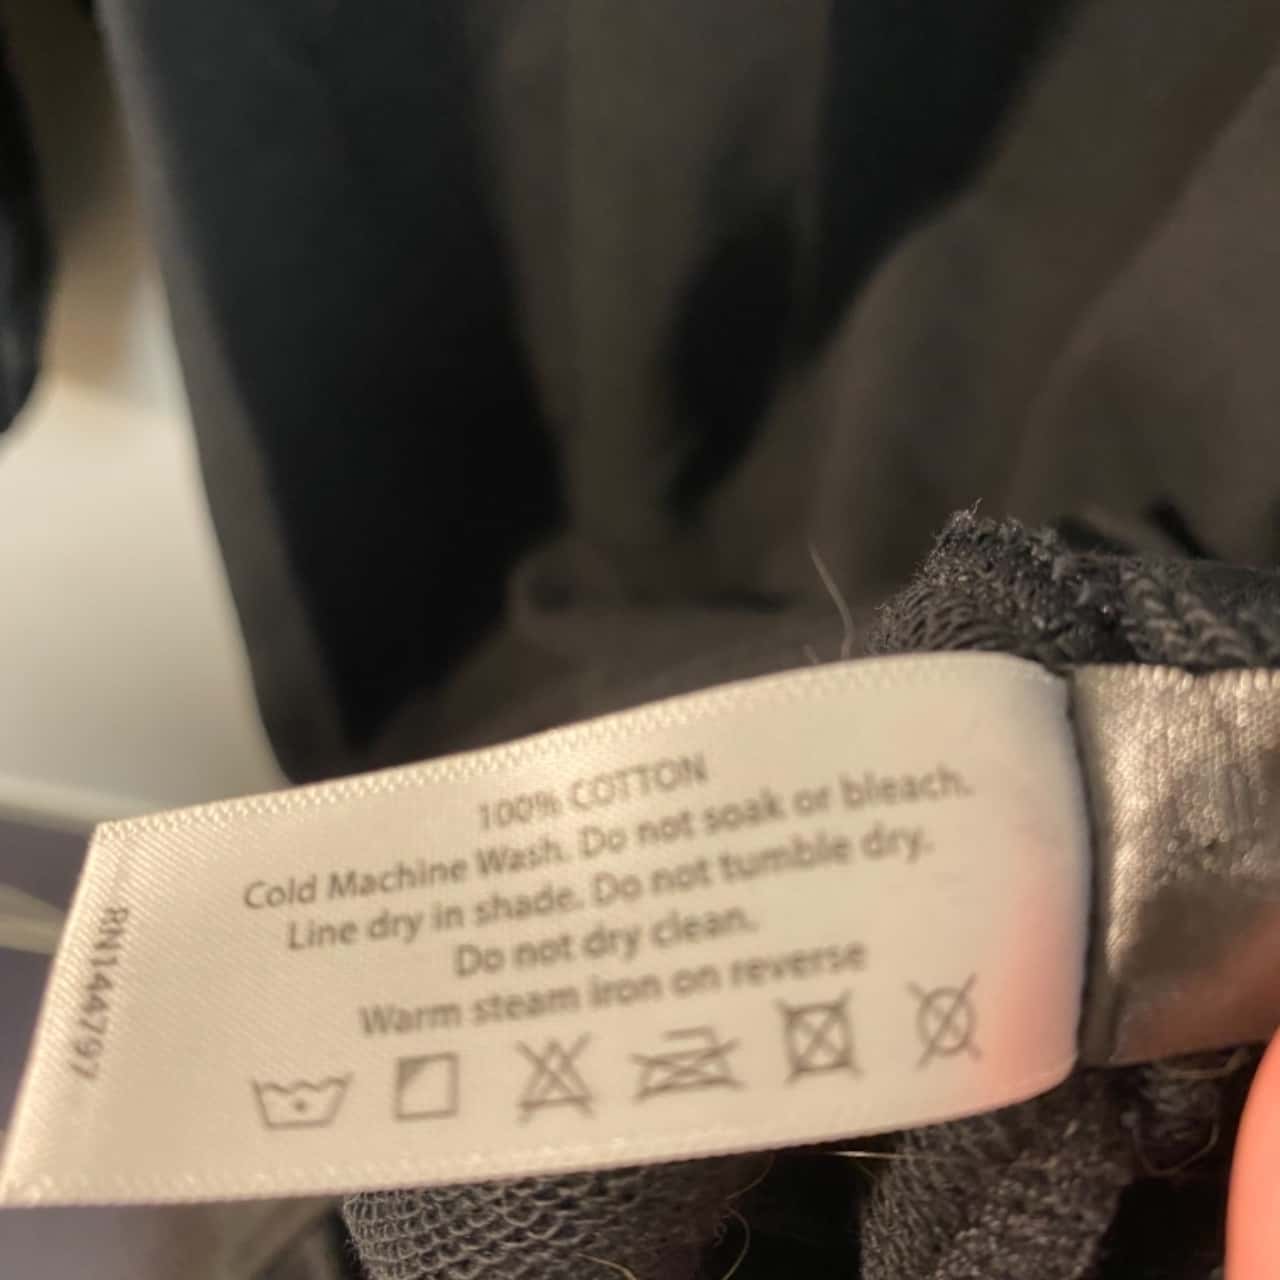 100% COTTON
Cold Machine Wash. Do not soak or bleach.
Line dry in shade. Do not tumble dry.
Do not dry clean.
Warm steam iron on reverse
RN144797